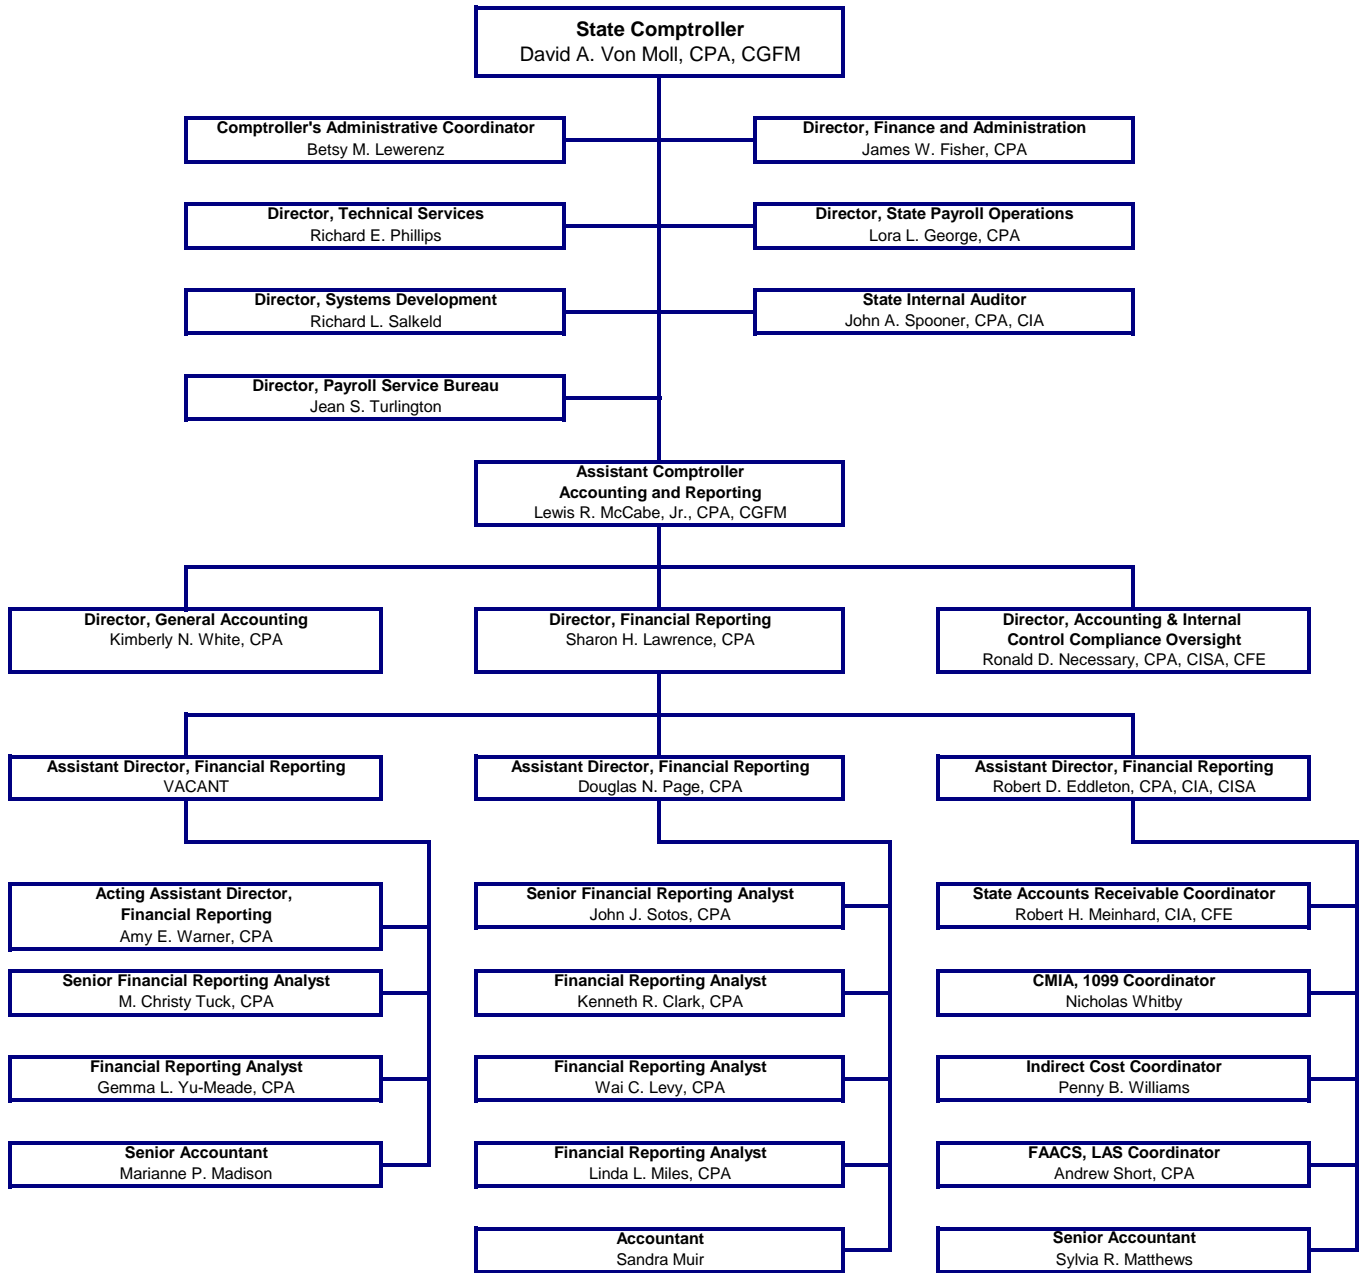 State Comptroller
David A. Von Moll, CPA, CGFM
Comptroller's Administrative Coordinator
Betsy M. Lewerenz
Director, Finance and Administration
James W. Fisher, CPA
Director, Technical Services
Richard E. Phillips
Director, State Payroll Operations
Lora L. George, CPA
Director, Systems Development
Richard L. Salkeld
State Internal Auditor
John A. Spooner, CPA, CIA
Director, Payroll Service Bureau
Jean S. Turlington
Assistant Comptroller
Accounting and Reporting
Lewis R. McCabe, Jr., CPA, CGFM
Director, General Accounting
Kimberly N. White, CPA
Director, Financial Reporting
Sharon H. Lawrence, CPA
Director, Accounting & Internal
Control Compliance Oversight
Ronald D. Necessary, CPA, CISA, CFE
Assistant Director, Financial Reporting
VACANT
Assistant Director, Financial Reporting
Douglas N. Page, CPA
Assistant Director, Financial Reporting
Robert D. Eddleton, CPA, CIA, CISA
Acting Assistant Director,
Financial Reporting
Amy E. Warner, CPA
Senior Financial Reporting Analyst
John J. Sotos, CPA
State Accounts Receivable Coordinator
Robert H. Meinhard, CIA, CFE
Senior Financial Reporting Analyst
M. Christy Tuck, CPA
Financial Reporting Analyst
Kenneth R. Clark, CPA
CMIA, 1099 Coordinator
Nicholas Whitby
Financial Reporting Analyst
Gemma L. Yu-Meade, CPA
Financial Reporting Analyst
Wai C. Levy, CPA
Indirect Cost Coordinator
Penny B. Williams
Senior Accountant
Marianne P. Madison
Financial Reporting Analyst
Linda L. Miles, CPA
FAACS, LAS Coordinator
Andrew Short, CPA
Accountant
Sandra Muir
Senior Accountant
Sylvia R. Matthews